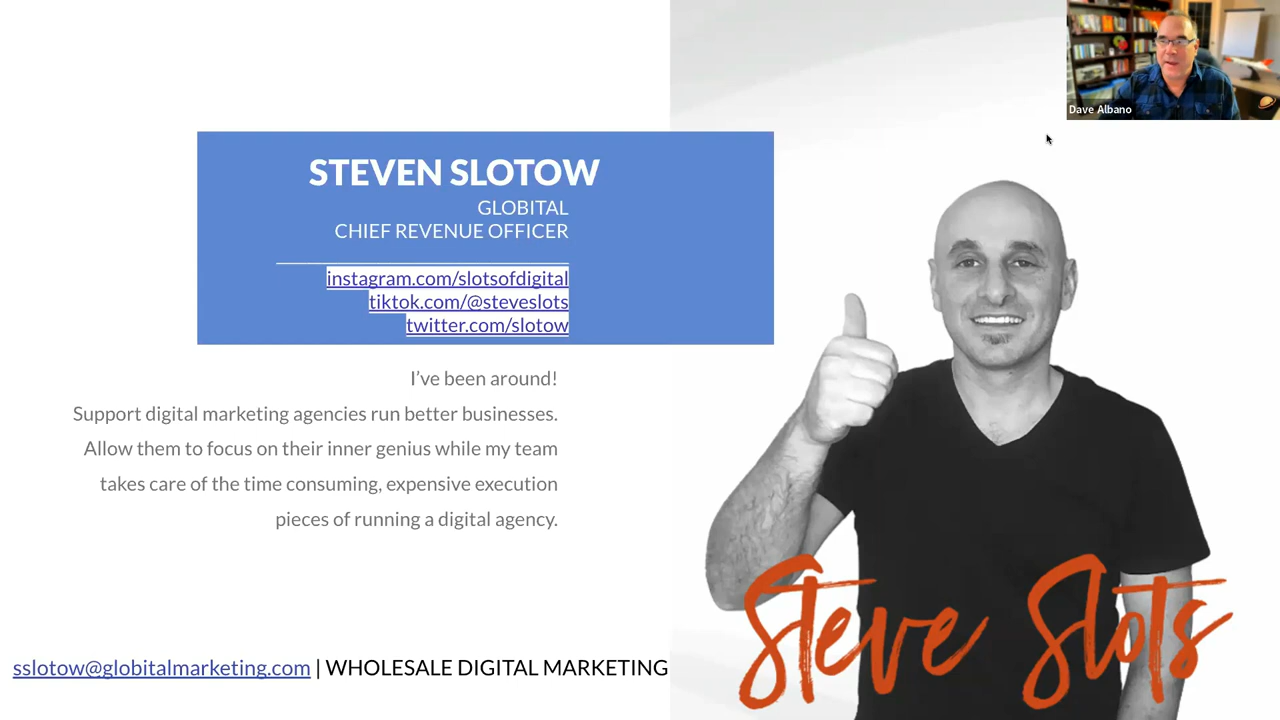 Dave Albano
STEVEN SLOTOW
GLOBITAL
CHIEF REVENUE OFFICER
instagram.com/slotsofdigital
tiktok.com/@steveslots
twitter.com/slotow
I've been around!
Support digital marketing agencies run better businesses.
Allow them to focus on their inner genius while my team
takes care of the time consuming, expensive execution
pieces of running a digital agency.
Steve Slots
sslotow@globitalmarketing.com | WHOLESALE DIGITAL MARKETING